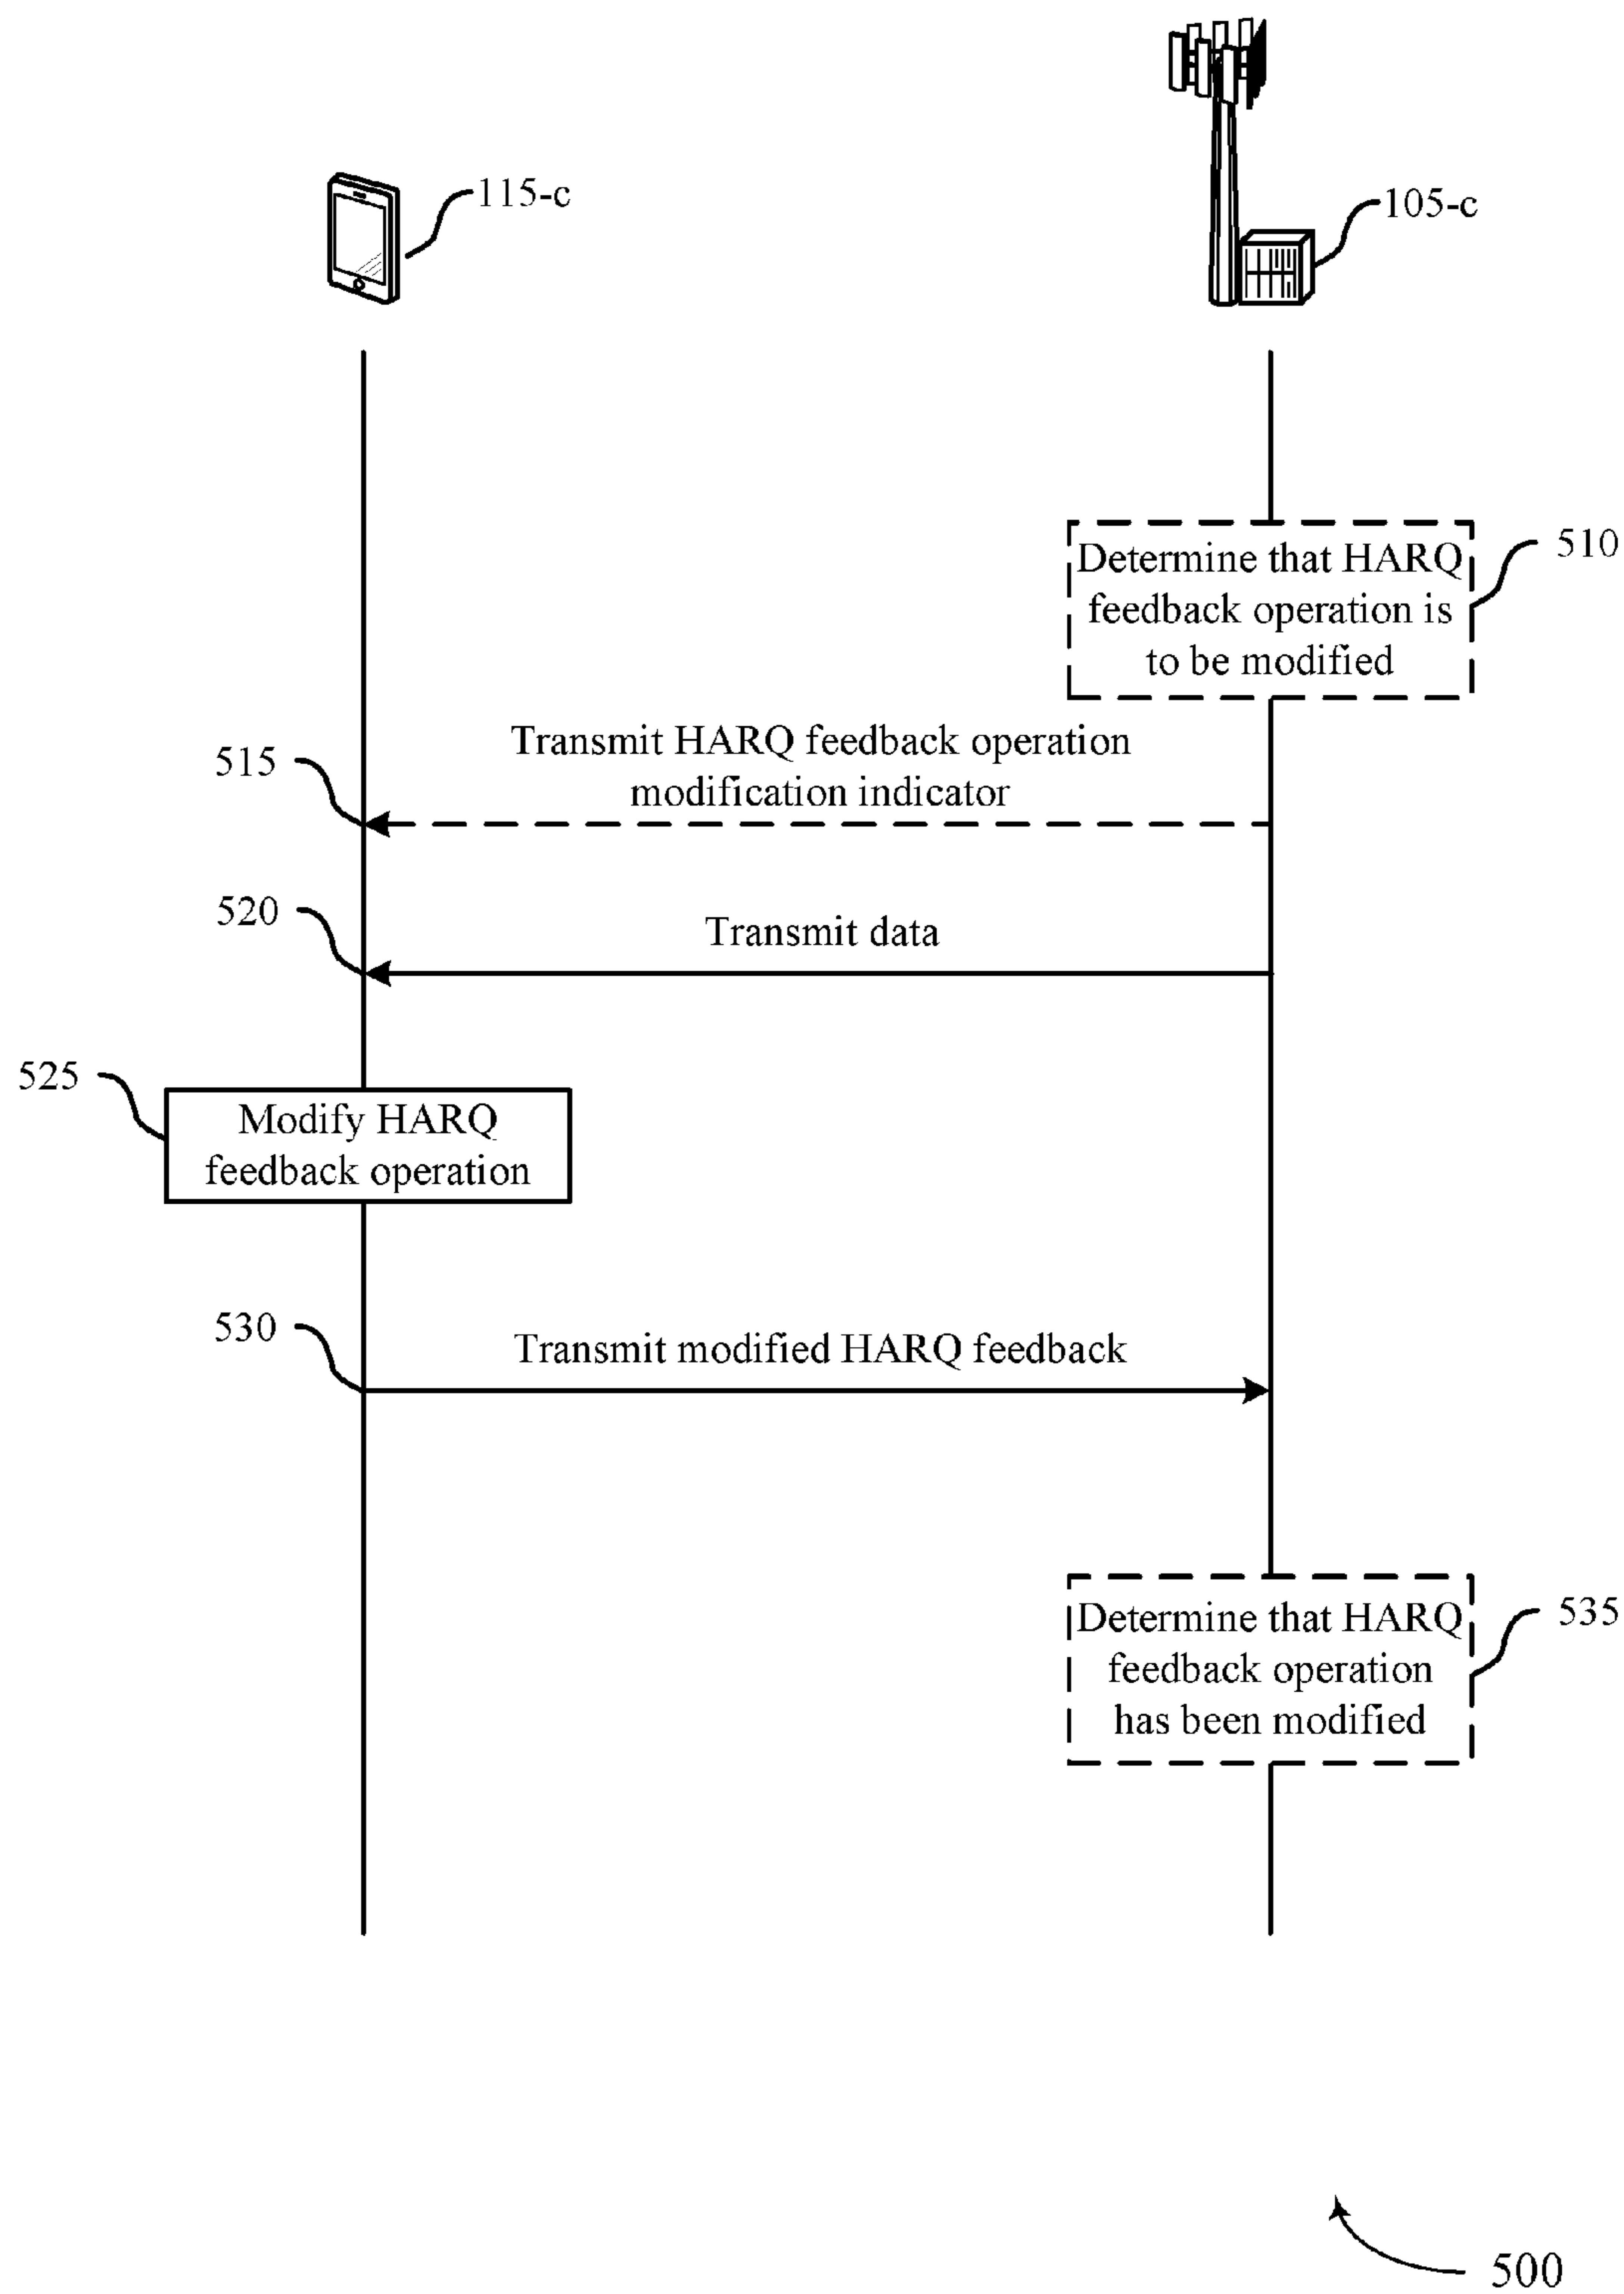 115-c
105-c
510
Determine that HARQ
feedback operation is
to be modified
515
Transmit HARQ feedback operation
modification indicator
520
Transmit data
525
Modify HARQ
feedback operation
530
Transmit modified HARQ feedback
535
Determine that HARQ
feedback operation
has been modified
500